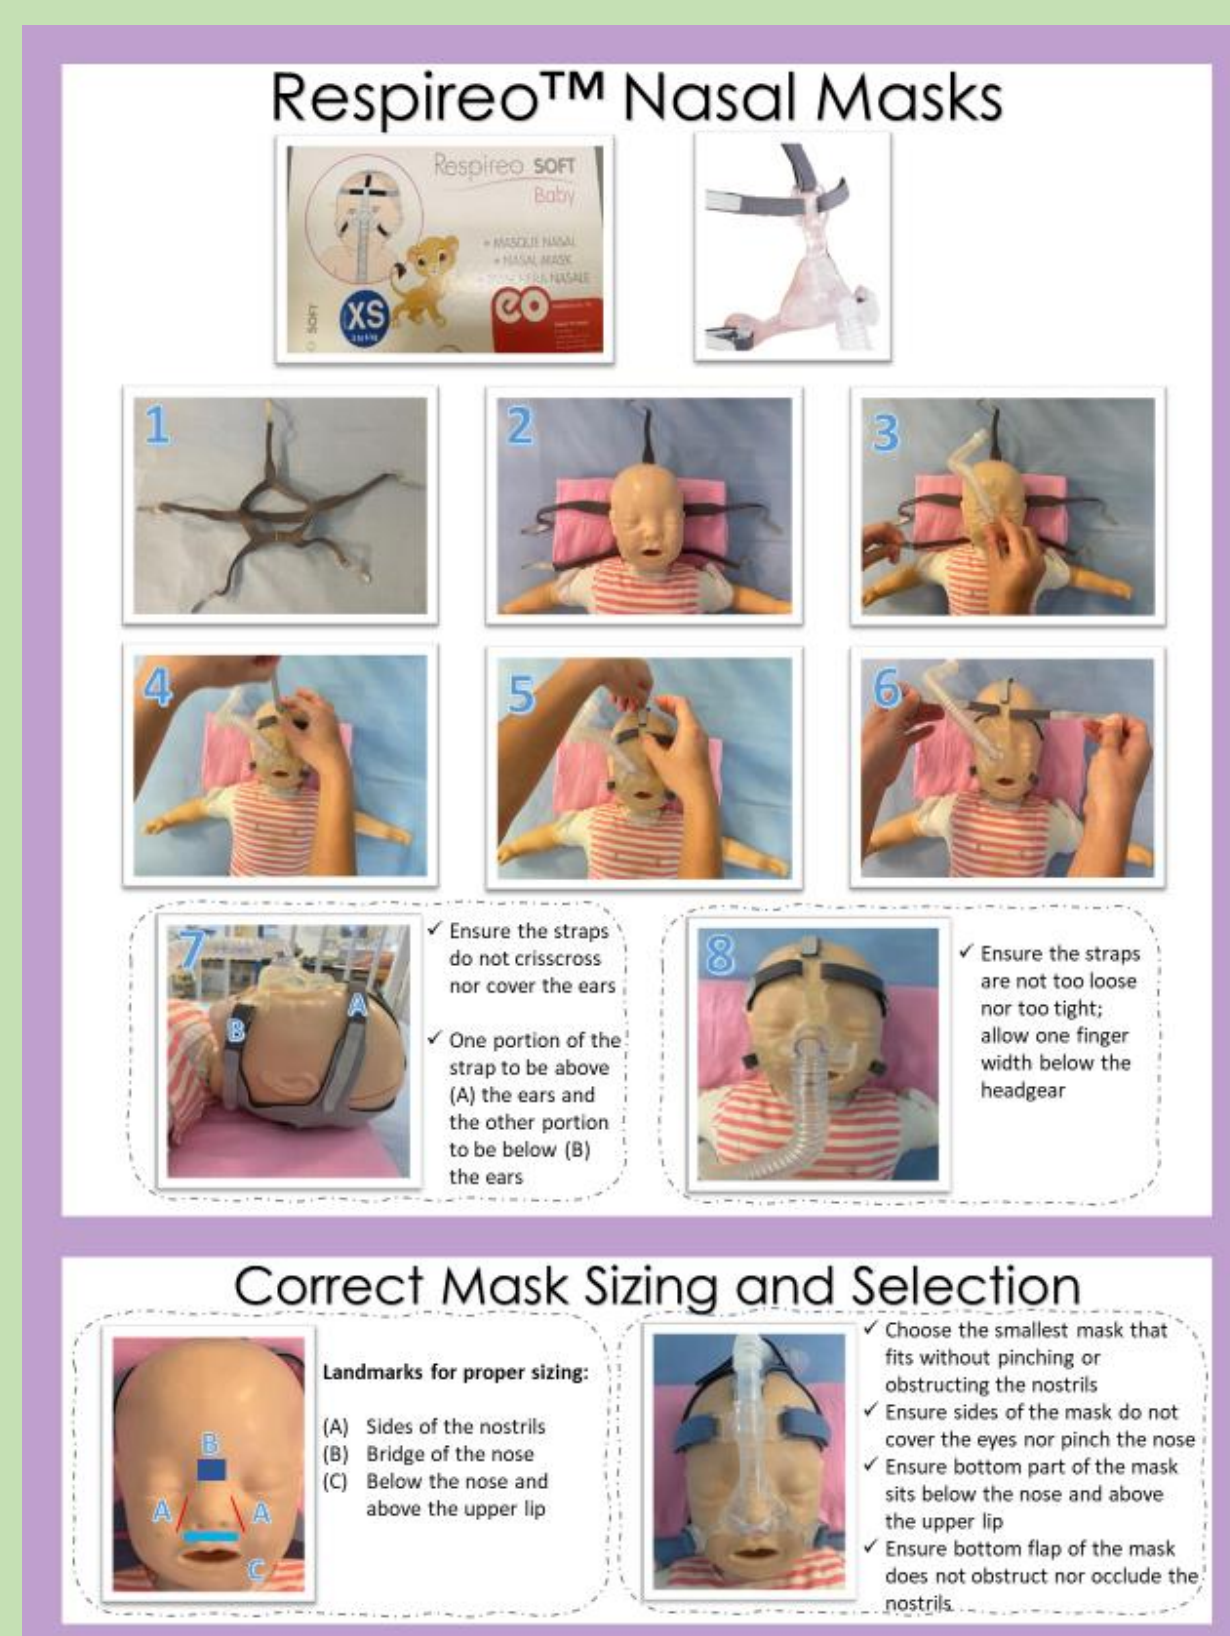 Respireo™ Nasal Masks
Respireo SOFT
Baby
+ MASQUE NASAL
+ NASAL MASK
NASALE
SOFT
XS
eo
1
2
3
4
5
6
7
A
B
✓ Ensure the straps
do not crisscross
nor cover the ears
✓ One portion of the
strap to be above
(A) the ears and
the other portion
to be below (B)
the ears
8
✓ Ensure the straps
are not too loose
nor too tight;
allow one finger
width below the
headgear
Correct Mask Sizing and Selection
B
A A
C
Landmarks for proper sizing:
(A) Sides of the nostrils
(B) Bridge of the nose
(C) Below the nose and
above the upper lip
✓ Choose the smallest mask that
fits without pinching or
obstructing the nostrils
✓ Ensure sides of the mask do not
cover the eyes nor pinch the nose
✓ Ensure bottom part of the mask
sits below the nose and above
the upper lip
✓ Ensure bottom flap of the mask
does not obstruct nor occlude the
nostrils